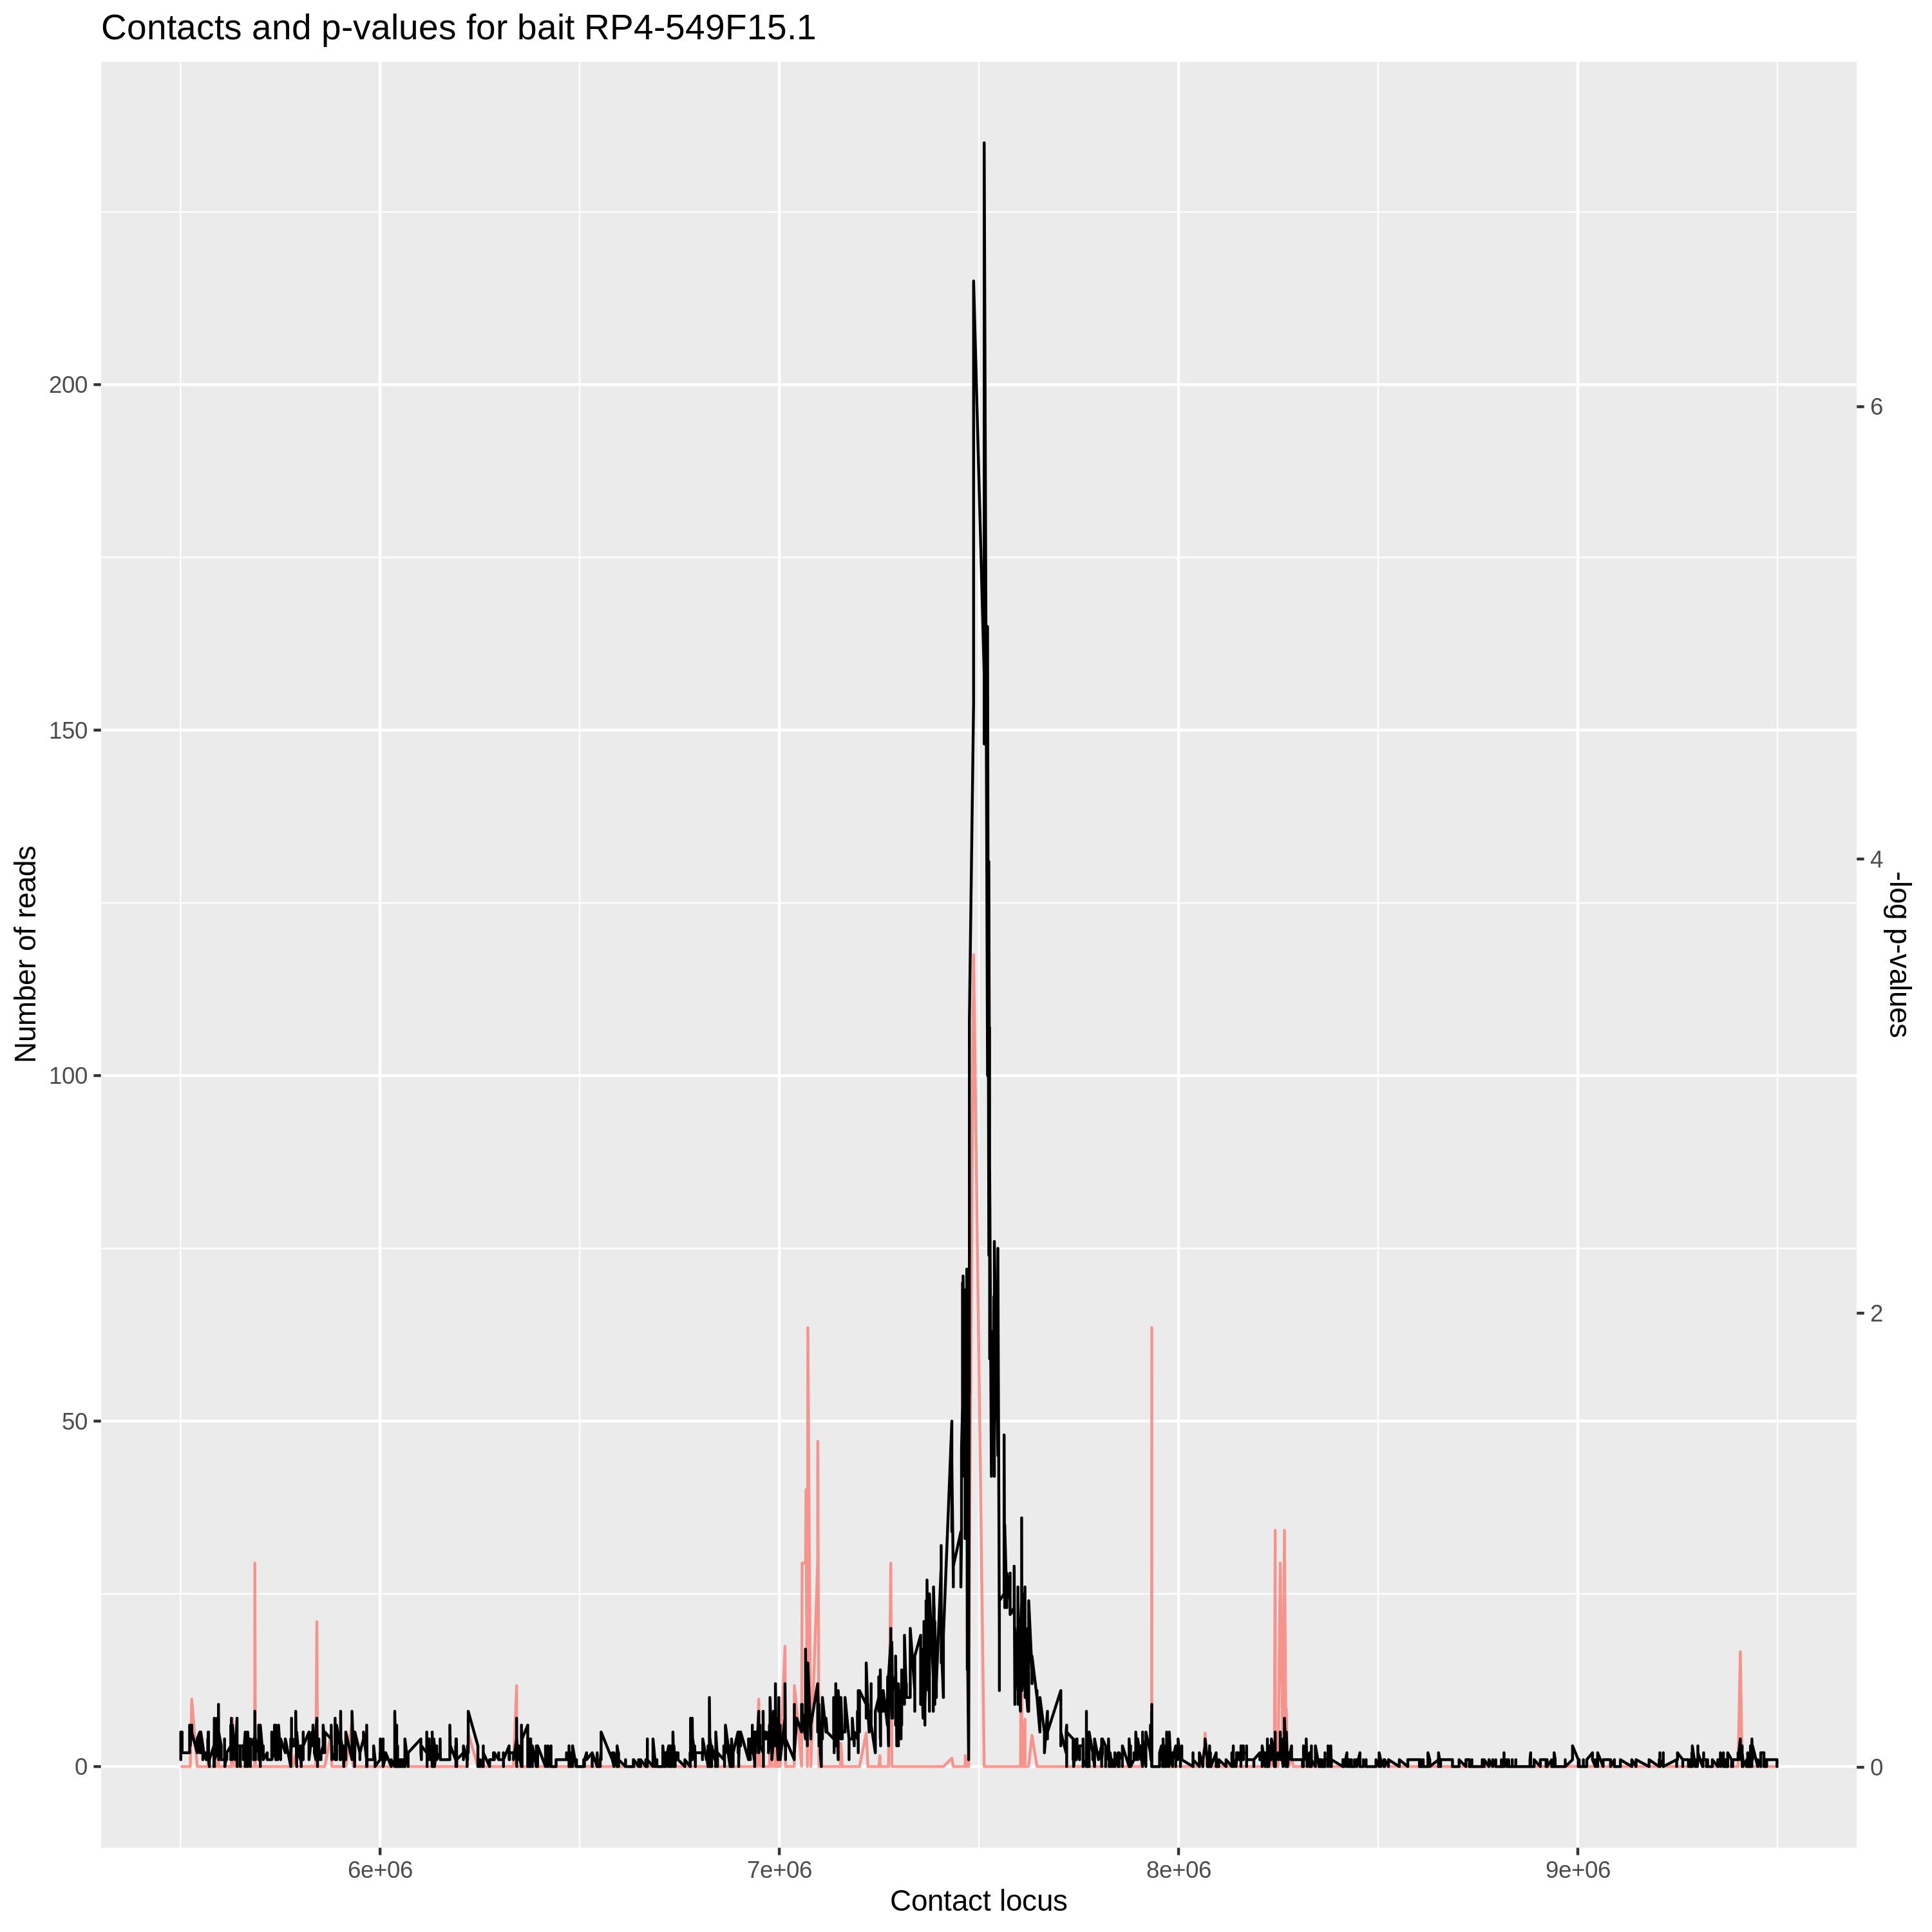 Contacts and p-values for bait RP4-549F15.1
200
150
100
50
0
Number of reads
6
4
2
0
-log p-values
6e+06 7e+06 8e+06 9e+06
Contact locus